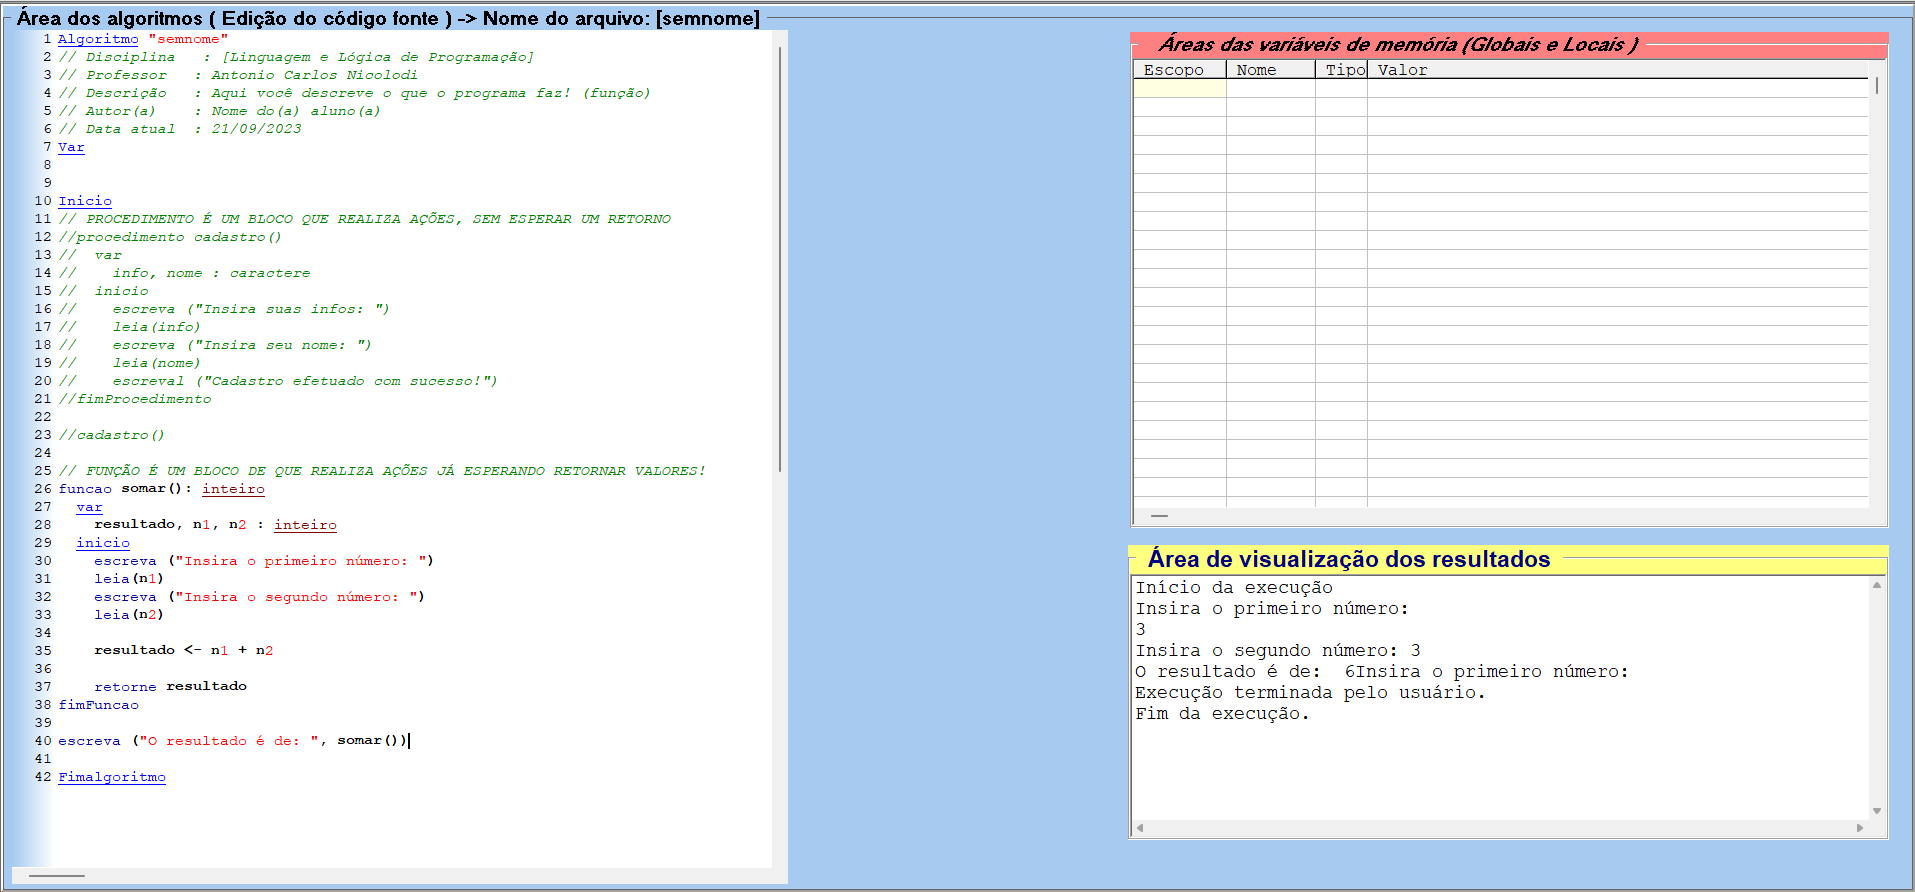 Área dos algoritmos ( Edição do código fonte ) -> Nome do arquivo: [semnome]
1 Algoritmo "semnome"
2 // Disciplina   : [Linguagem e Lógica de Programação]
3 // Professor   : Antonio Carlos Nicolodi
4 // Descrição   : Aqui você descreve o que o programa faz! (função)
5 // Autor(a)    : Nome do(a) aluno(a)
6 // Data atual  : 21/09/2023
7 Var
8
9
10 Inicio
11 // PROCEDIMENTO É UM BLOCO QUE REALIZA AÇÕES, SEM ESPERAR UM RETORNO
12 //procedimento cadastro()
13 //  var
14 //    info, nome : caractere
15 //  inicio
16 //    escreva ("Insira suas infos: ")
17 //    leia(info)
18 //    escreva ("Insira seu nome: ")
19 //    leia(nome)
20 //    escreval ("Cadastro efetuado com sucesso!")
21 //fimProcedimento
22
23 //cadastro()
24
25 // FUNÇÃO É UM BLOCO DE QUE REALIZA AÇÕES JÁ ESPERANDO RETORNAR VALORES!
26 funcao somar(): inteiro
27   var
28     resultado, n1, n2 : inteiro
29   inicio
30     escreva ("Insira o primeiro número: ")
31     leia(n1)
32     escreva ("Insira o segundo número: ")
33     leia(n2)
34
35     resultado <- n1 + n2
36
37     retorne resultado
38 fimFuncao
39
40 escreva ("O resultado é de: ", somar())
41
42 Fimalgoritmo
Áreas das variáveis de memória (Globais e Locais )
Escopo Nome Tipo Valor
Área de visualização dos resultados
Início da execução
Insira o primeiro número:
3
Insira o segundo número: 3
O resultado é de:  6Insira o primeiro número:
Execução terminada pelo usuário.
Fim da execução.